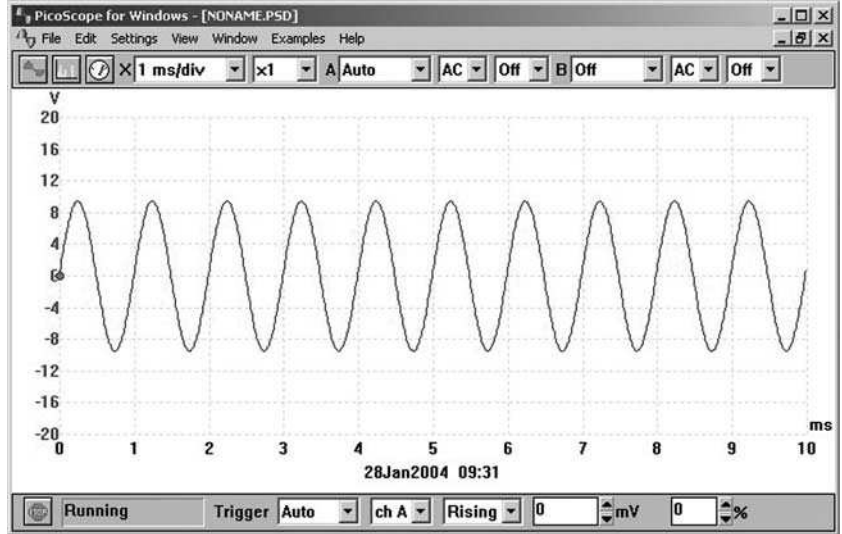 PicoScope for Windows - [NONAME.PSD]
File Edit Settings View Window Examples Help
X 1 ms/div x1 A Auto AC Off B Off AC Off
V
20
16
12
8
4
-4
-8
-12
-16
-20
ms
0 1 2 3 4 5 6 7 8 9 10
28Jan2004 09:31
Running Trigger Auto ch A Rising 0 mV 0 %